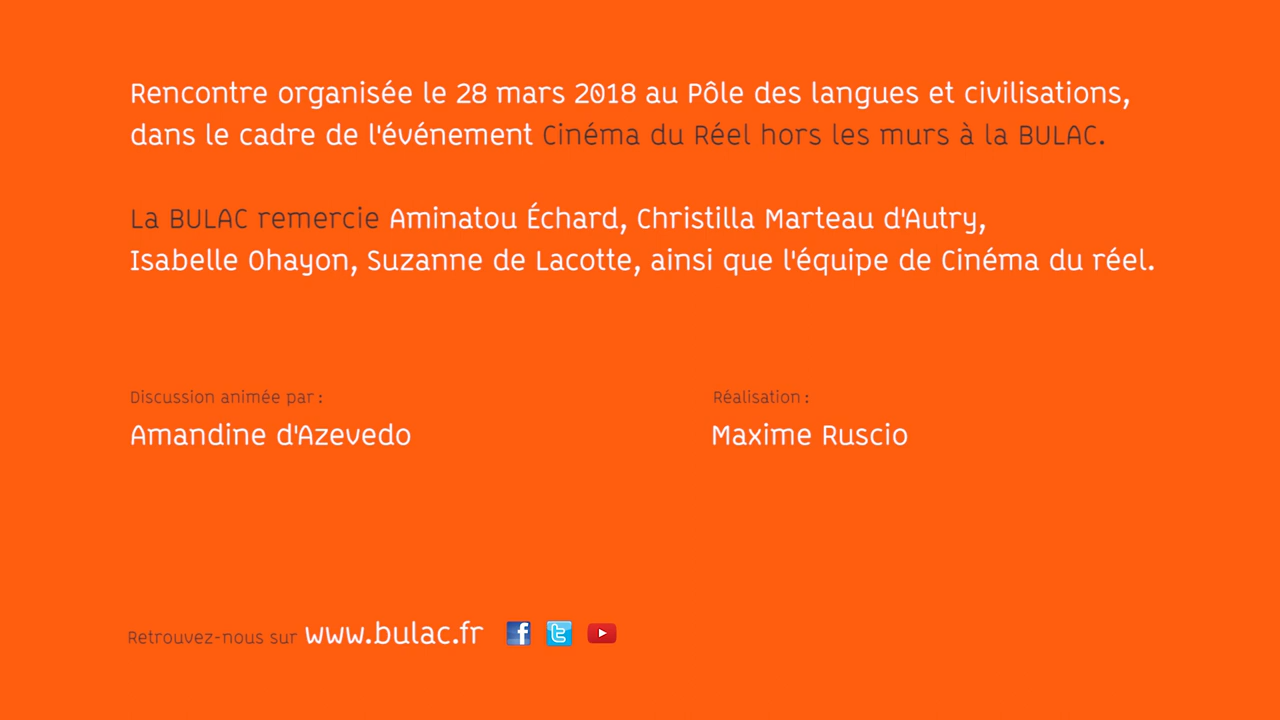 Rencontre organisée le 28 mars 2018 au Pôle des langues et civilisations,
dans le cadre de l'événement Cinéma du Réel hors les murs à la BULAC.
La BULAC remercie Aminatou Échard, Christilla Marteau d'Autry,
Isabelle Ohayon, Suzanne de Lacotte, ainsi que l'équipe de Cinéma du réel.
Discussion animée par :
Amandine d'Azevedo
Réalisation :
Maxime Ruscio
Retrouvez-nous sur www.bulac.fr